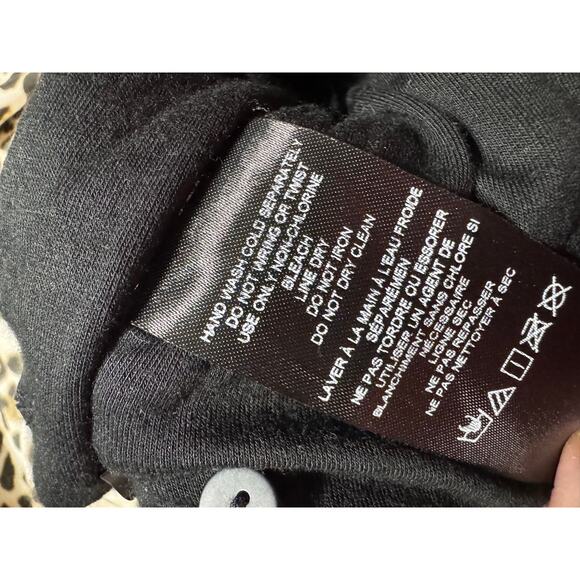 HAND WASH COLD SEPARATELY
DO NOT WRING OR TWIST
USE ONLY NON-CHLORINE
BLEACH
LINE DRY
DO NOT IRON
DO NOT DRY CLEAN
LAVER À LA MAIN A L'EAU FROIDE
SÉPARÉMEN
NE PAS TORDRE OU ESSORER
UTILISER UN AGENT DE
BLANCHIMENT SANS CHLORE SI
NÉCESSAIRE
LIGNE SEC
NE PAS REPASSER
NE PAS NETTOYER À SEC